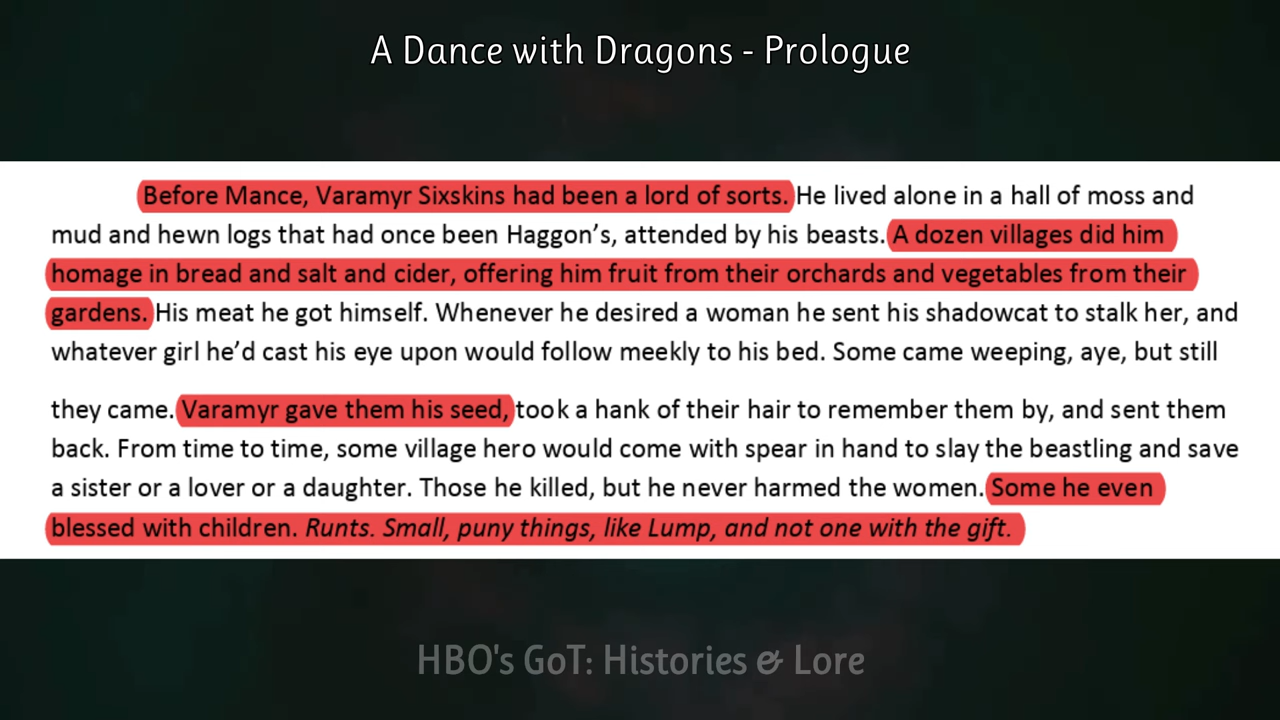 A Dance with Dragons - Prologue
Before Mance, Varamyr Sixskins had been a lord of sorts. He lived alone in a hall of moss and
mud and hewn logs that had once been Haggon’s, attended by his beasts. A dozen villages did him
homage in bread and salt and cider, offering him fruit from their orchards and vegetables from their
gardens. His meat he got himself. Whenever he desired a woman he sent his shadowcat to stalk her, and
whatever girl he’d cast his eye upon would follow meekly to his bed. Some came weeping, aye, but still
they came. Varamyr gave them his seed, took a hank of their hair to remember them by, and sent them
back. From time to time, some village hero would come with spear in hand to slay the beastling and save
a sister or a lover or a daughter. Those he killed, but he never harmed the women. Some he even
blessed with children. Runts. Small, puny things, like Lump, and not one with the gift.
HBO's GoT: Histories & Lore